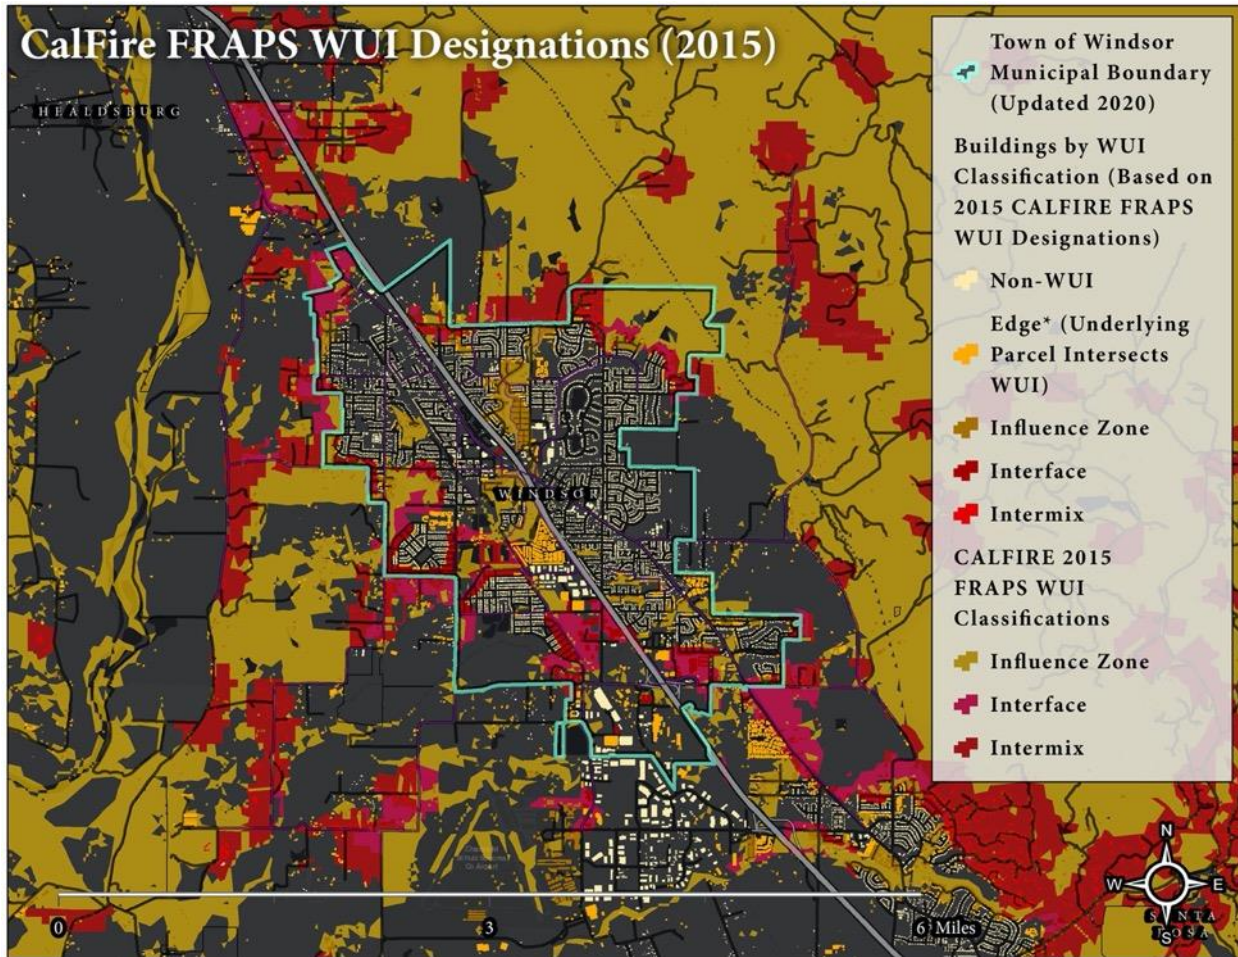 CalFire FRAPS WUI Designations (2015)
HEALDSBURG
WINDSOR
Town of Windsor
Municipal Boundary
(Updated 2020)
Buildings by WUI
Classification (Based on
2015 CALFIRE FRAPS
WUI Designations)
Non-WUI
Edge* (Underlying
Parcel Intersects
WUI)
Influence Zone
Interface
Intermix
CALFIRE 2015
FRAPS WUI
Classifications
Influence Zone
Interface
Intermix
0
3
6 Miles
N
W
E
S